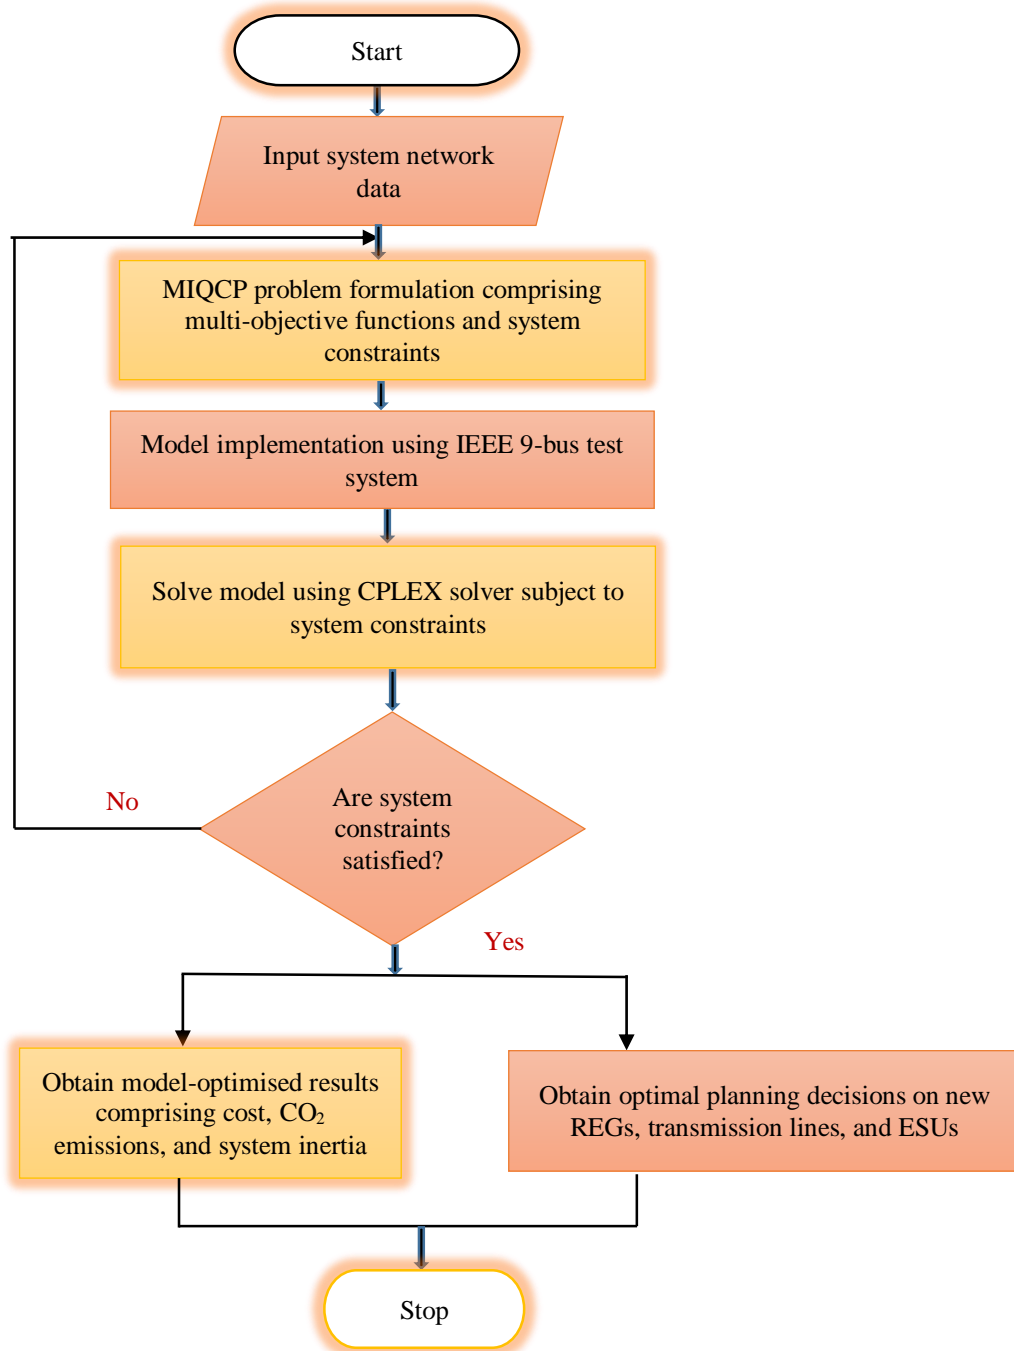 Start
Input system network
data
MIQCP problem formulation comprising
multi-objective functions and system
constraints
Model implementation using IEEE 9-bus test
system
Solve model using CPLEX solver subject to
system constraints
Are system
constraints
satisfied?
No
Yes
Obtain model-optimised results
comprising cost, CO₂
emissions, and system inertia
Obtain optimal planning decisions on new
REGs, transmission lines, and ESUs
Stop